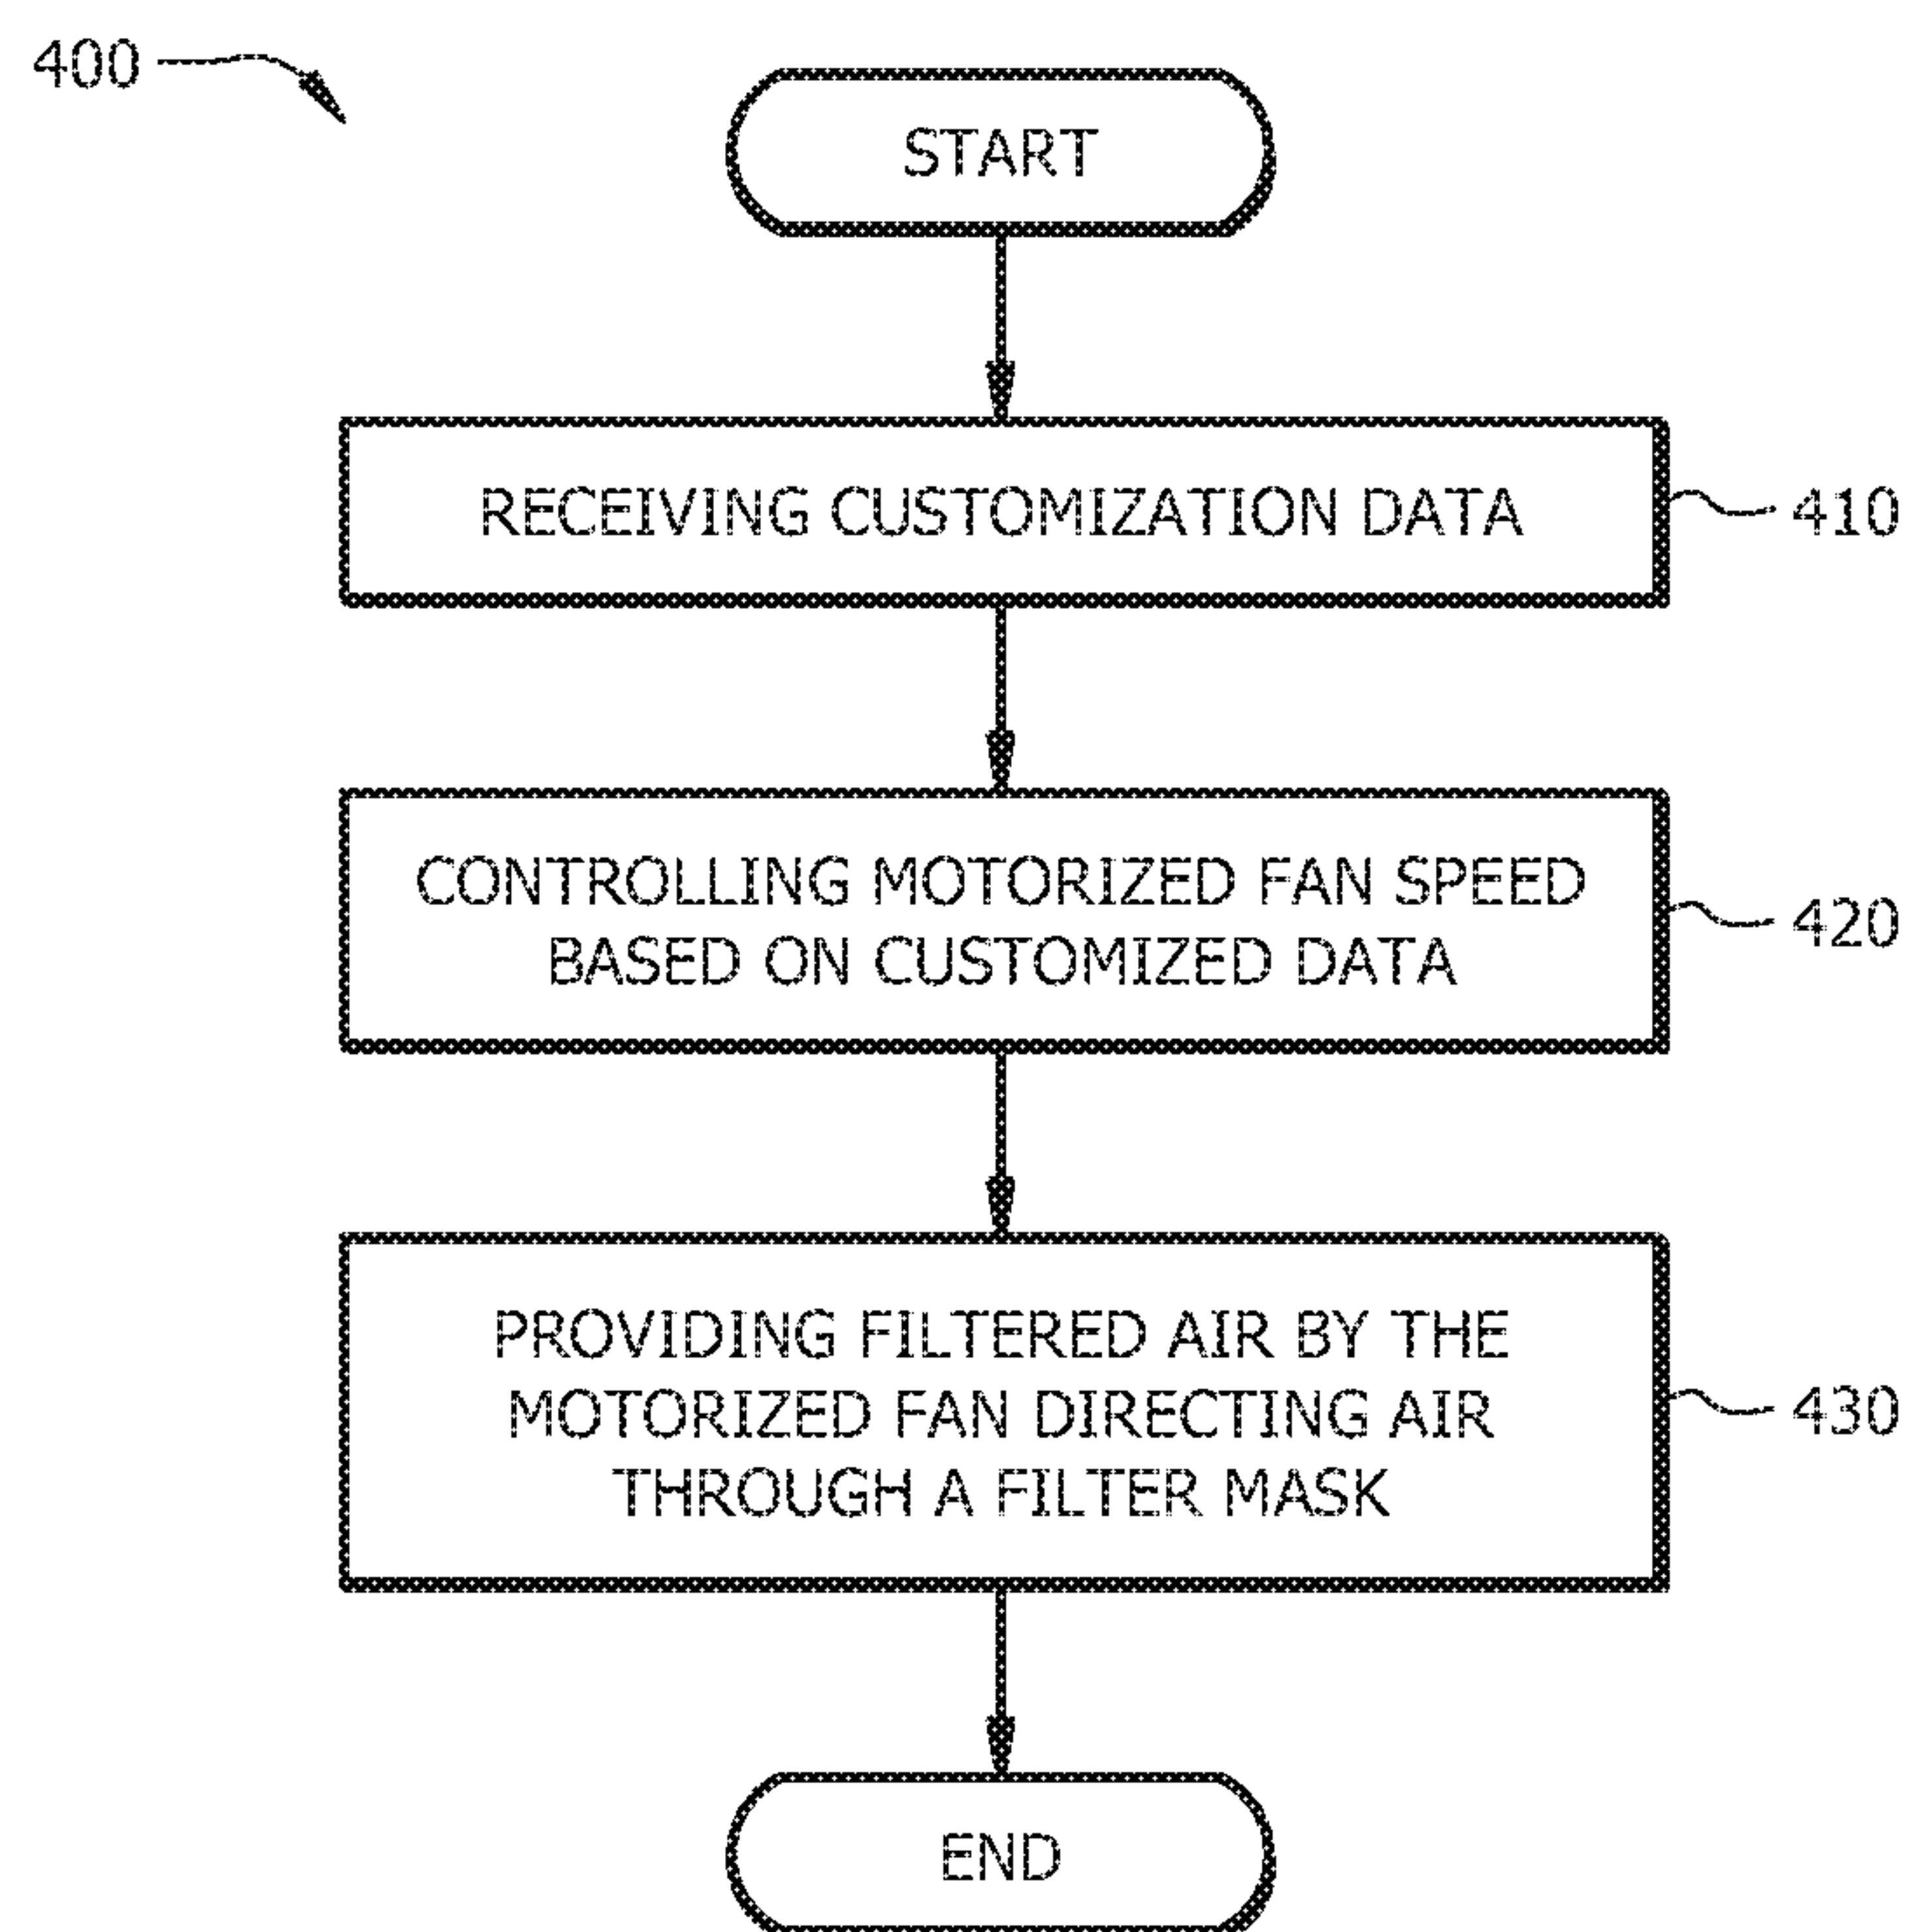 400
START
RECEIVING CUSTOMIZATION DATA
410
CONTROLLING MOTORIZED FAN SPEED
BASED ON CUSTOMIZED DATA
420
PROVIDING FILTERED AIR BY THE
MOTORIZED FAN DIRECTING AIR
THROUGH A FILTER MASK
430
END